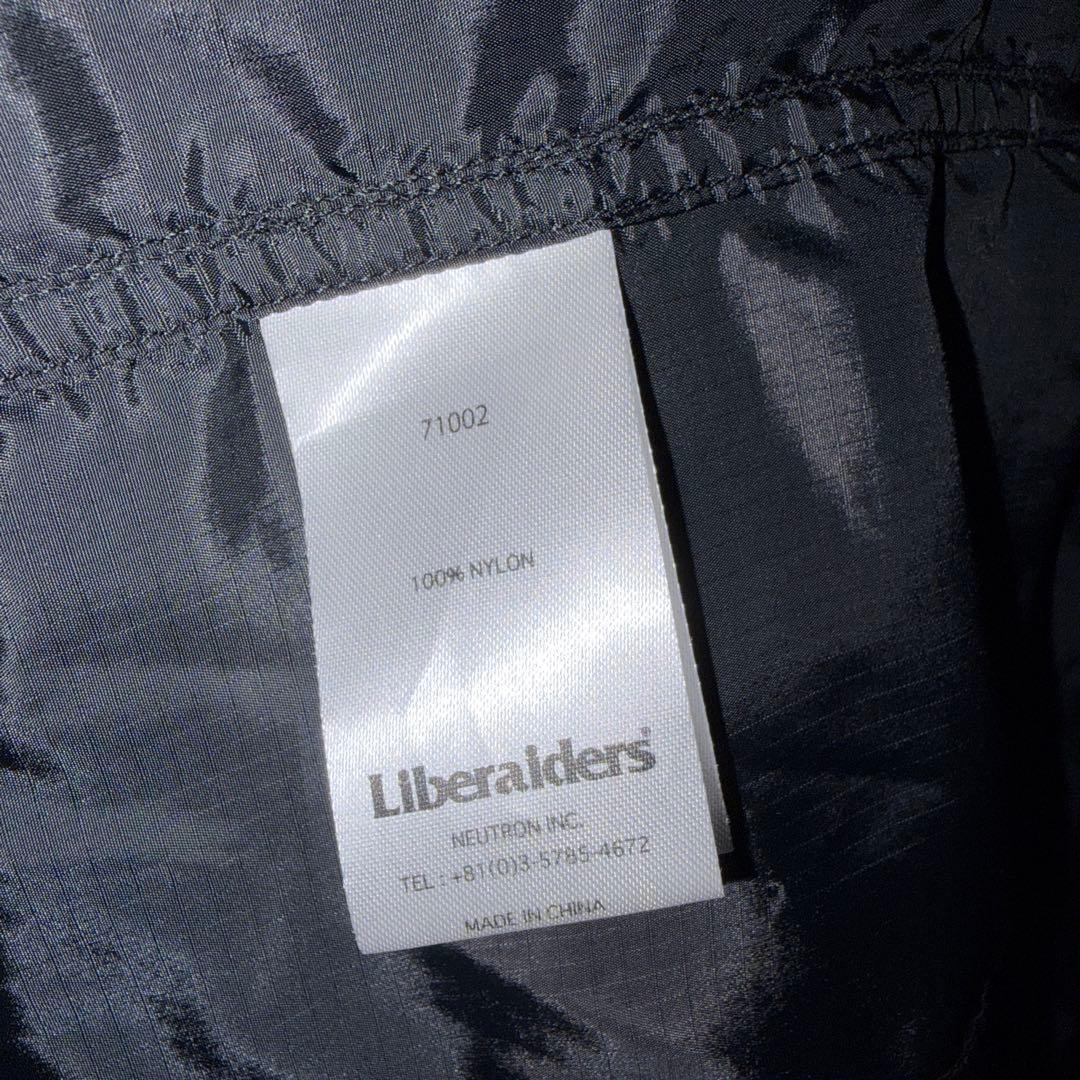 71002
100% NYLON
Liberaiders®
NEUTRON INC.
TEL : +81(0)3-5785-4672
MADE IN CHINA